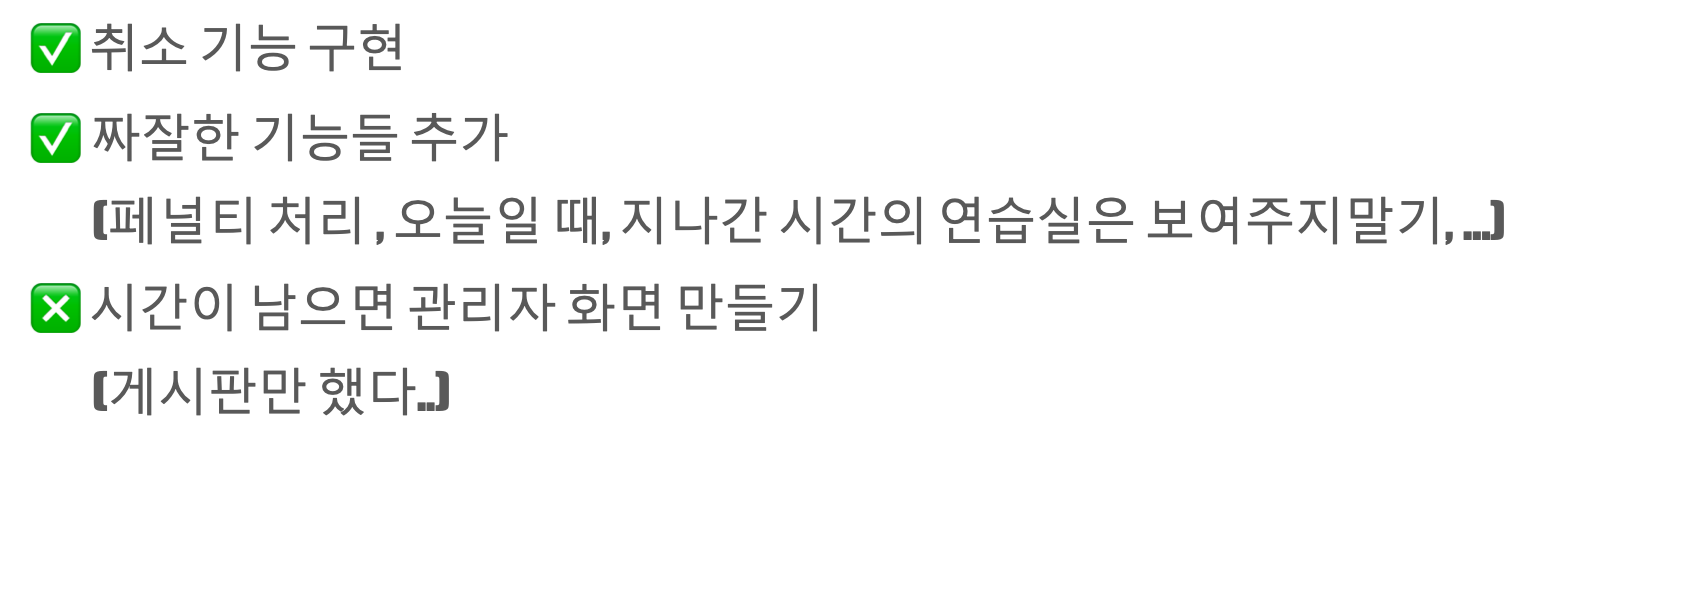 ✅ 취소 기능 구현
✅ 짜잘한 기능들 추가
(페널티 처리 , 오늘일 때, 지나간 시간의 연습실은 보여주지말기, ...)
❎ 시간이 남으면 관리자 화면 만들기
(게시판만 했다..)